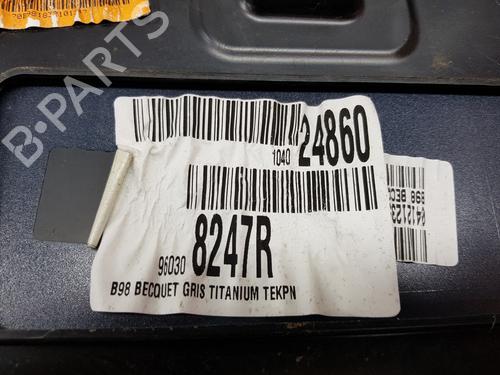 1040 24860
96030 8247R
B98 BECQUET GRIS TITANIUM TEKPN
B-PARTS